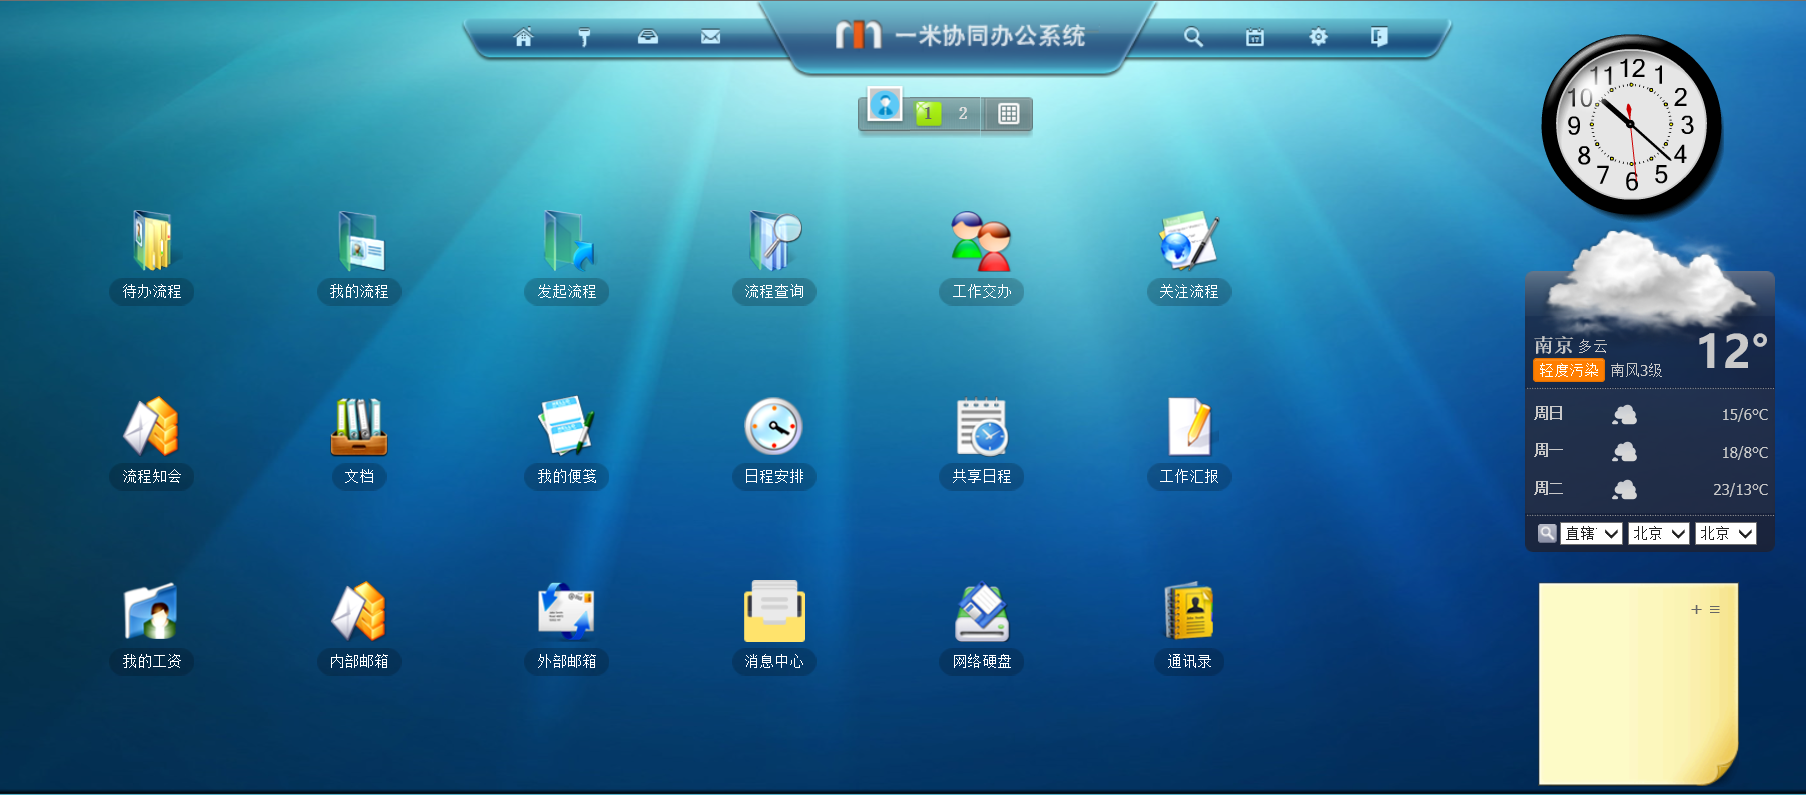 一米协同办公系统
17
1 2
12
11 1
10 2
9 3
8 4
7 5
6
待办流程 我的流程 发起流程 流程查询 工作交办 关注流程
南京 多云 12°
轻度污染 南风3级
周日 15/6°C
周一 18/8°C
周二 23/13°C
流程知会 文档 我的便笺 日程安排 共享日程 工作汇报
直辖 北京 北京
+ ≡
我的工资 内部邮箱 外部邮箱 消息中心 网络硬盘 通讯录